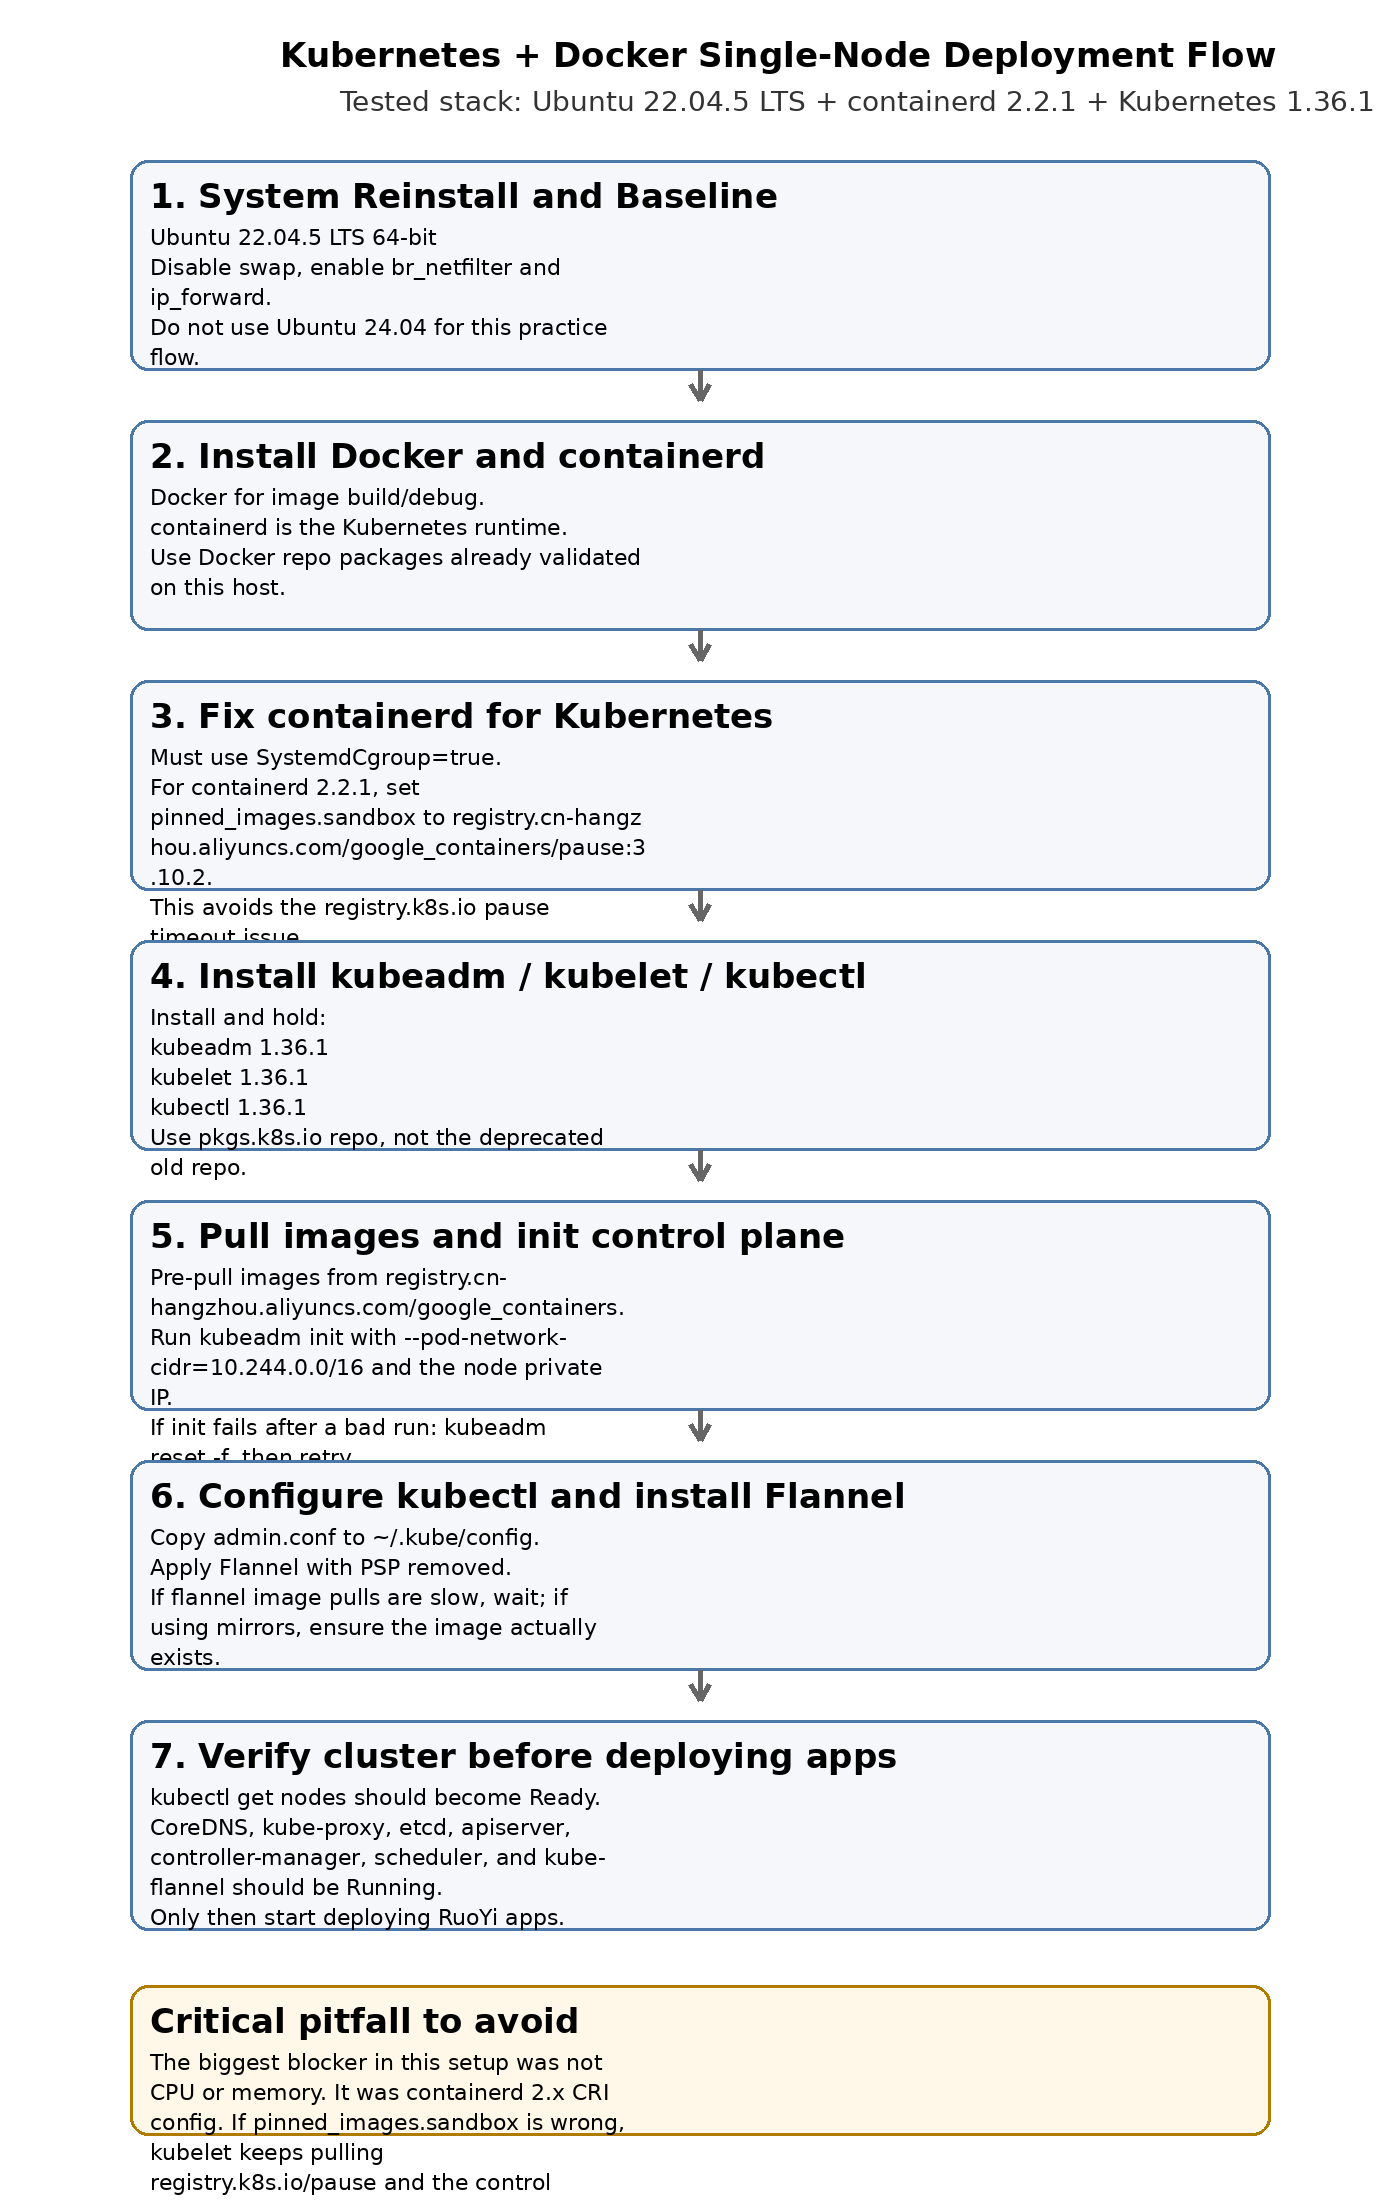 Kubernetes + Docker Single-Node Deployment Flow
Tested stack: Ubuntu 22.04.5 LTS + containerd 2.2.1 + Kubernetes 1.36.1
1. System Reinstall and Baseline
Ubuntu 22.04.5 LTS 64-bit
Disable swap, enable br_netfilter and
ip_forward.
Do not use Ubuntu 24.04 for this practice
flow.
2. Install Docker and containerd
Docker for image build/debug.
containerd is the Kubernetes runtime.
Use Docker repo packages already validated
on this host.
3. Fix containerd for Kubernetes
Must use SystemdCgroup=true.
For containerd 2.2.1, set
pinned_images.sandbox to registry.cn-hangz
hou.aliyuncs.com/google_containers/pause:3
.10.2.
This avoids the registry.k8s.io pause
timeout issue
4. Install kubeadm / kubelet / kubectl
Install and hold:
kubeadm 1.36.1
kubelet 1.36.1
kubectl 1.36.1
Use pkgs.k8s.io repo, not the deprecated
old repo.
5. Pull images and init control plane
Pre-pull images from registry.cn-
hangzhou.aliyuncs.com/google_containers.
Run kubeadm init with --pod-network-
cidr=10.244.0.0/16 and the node private
IP.
If init fails after a bad run: kubeadm
reset -f, then retry
6. Configure kubectl and install Flannel
Copy admin.conf to ~/.kube/config.
Apply Flannel with PSP removed.
If flannel image pulls are slow, wait; if
using mirrors, ensure the image actually
exists.
7. Verify cluster before deploying apps
kubectl get nodes should become Ready.
CoreDNS, kube-proxy, etcd, apiserver,
controller-manager, scheduler, and kube-
flannel should be Running.
Only then start deploying RuoYi apps.
Critical pitfall to avoid
The biggest blocker in this setup was not
CPU or memory. It was containerd 2.x CRI
config. If pinned_images.sandbox is wrong,
kubelet keeps pulling
registry.k8s.io/pause and the control